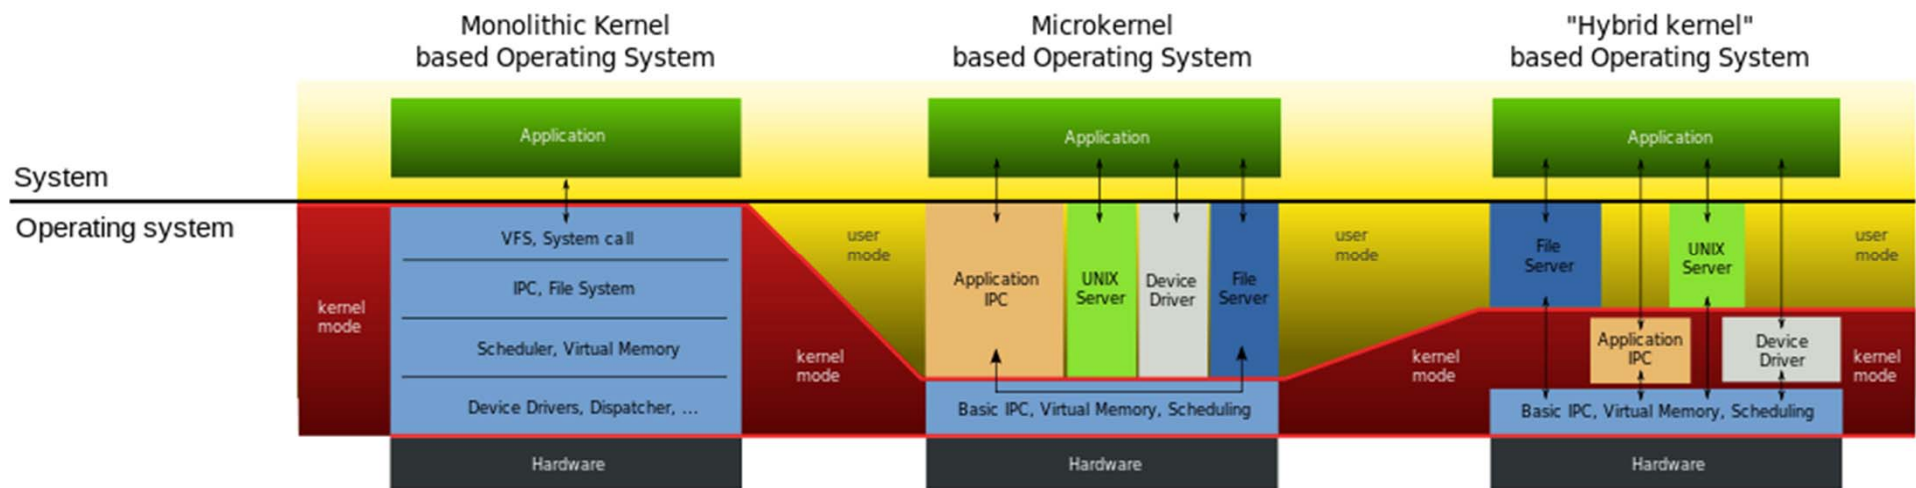 Monolithic Kernel
based Operating System
Microkernel
based Operating System
"Hybrid kernel"
based Operating System
System
Operating system
kernel
mode
Application
VFS, System call
IPC, File System
Scheduler, Virtual Memory
Device Drivers, Dispatcher, ...
Hardware
kernel
mode
user
mode
Application
Application
IPC
UNIX
Server
Device
Driver
File
Server
Basic IPC, Virtual Memory, Scheduling
Hardware
user
mode
kernel
mode
Application
File
Server
UNIX
Server
Application
IPC
Device
Driver
Basic IPC, Virtual Memory, Scheduling
Hardware
user
mode
kernel
mode